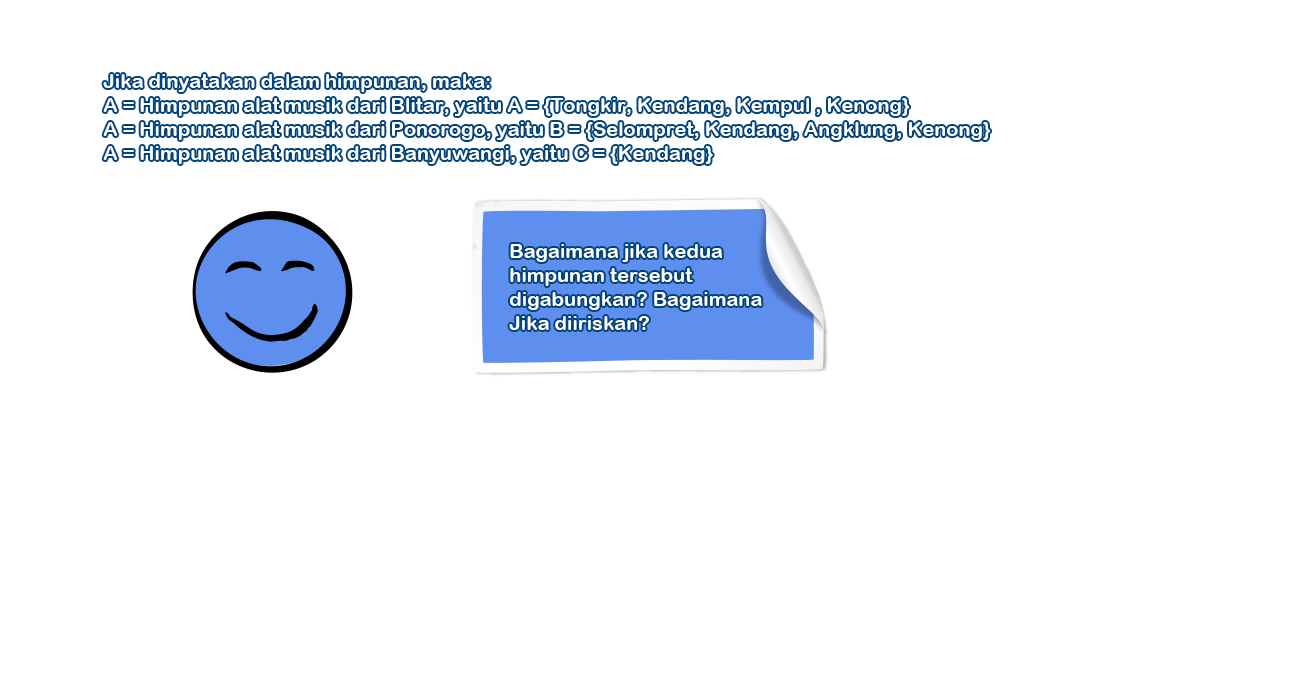 Jika dinyatakan dalam himpunan, maka:
A = Himpunan alat musik dari Blitar, yaitu A = {Tongkir, Kendang, Kempul , Kenong}
A = Himpunan alat musik dari Ponorogo, yaitu B = {Selompret, Kendang, Angklung, Kenong}
A = Himpunan alat musik dari Banyuwangi, yaitu C = {Kendang}
Bagaimana jika kedua
himpunan tersebut
digabungkan? Bagaimana
Jika diiriskan?